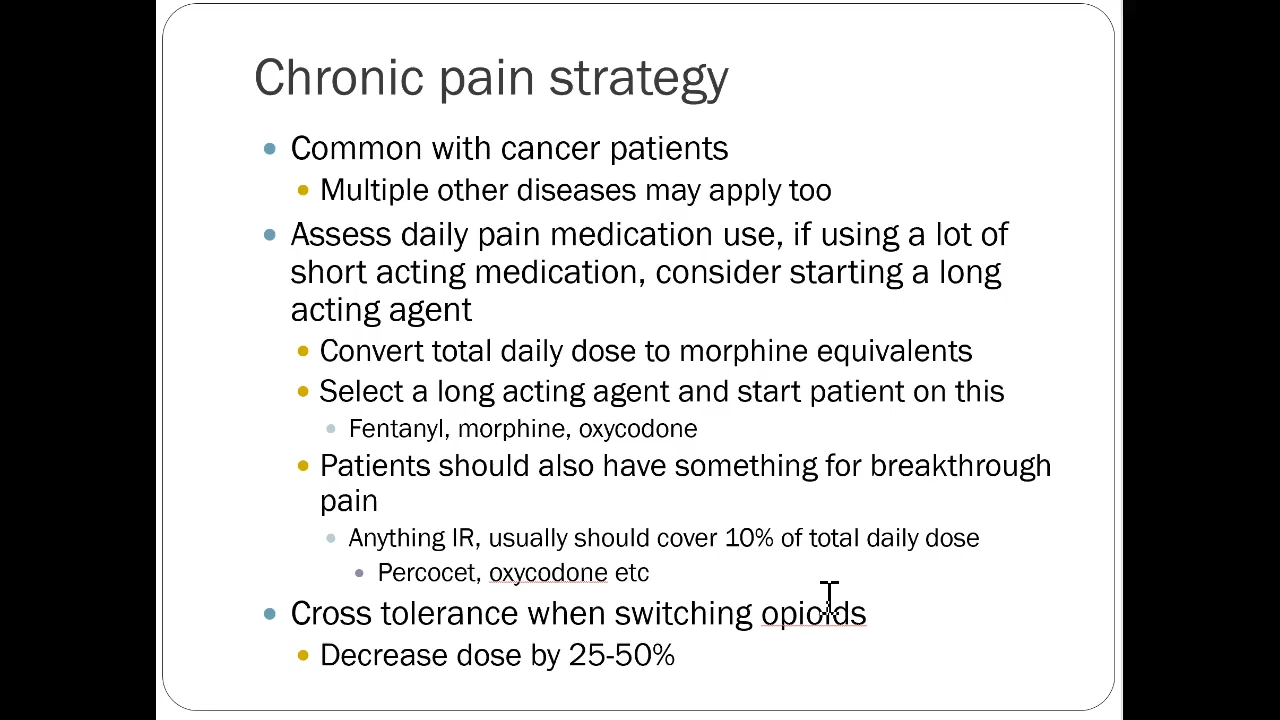 Chronic pain strategy
Common with cancer patients
Multiple other diseases may apply too
Assess daily pain medication use, if using a lot of
short acting medication, consider starting a long
acting agent
Convert total daily dose to morphine equivalents
Select a long acting agent and start patient on this
Fentanyl, morphine, oxycodone
Patients should also have something for breakthrough
pain
Anything IR, usually should cover 10% of total daily dose
Percocet, oxycodone etc
Cross tolerance when switching opioids
Decrease dose by 25-50%